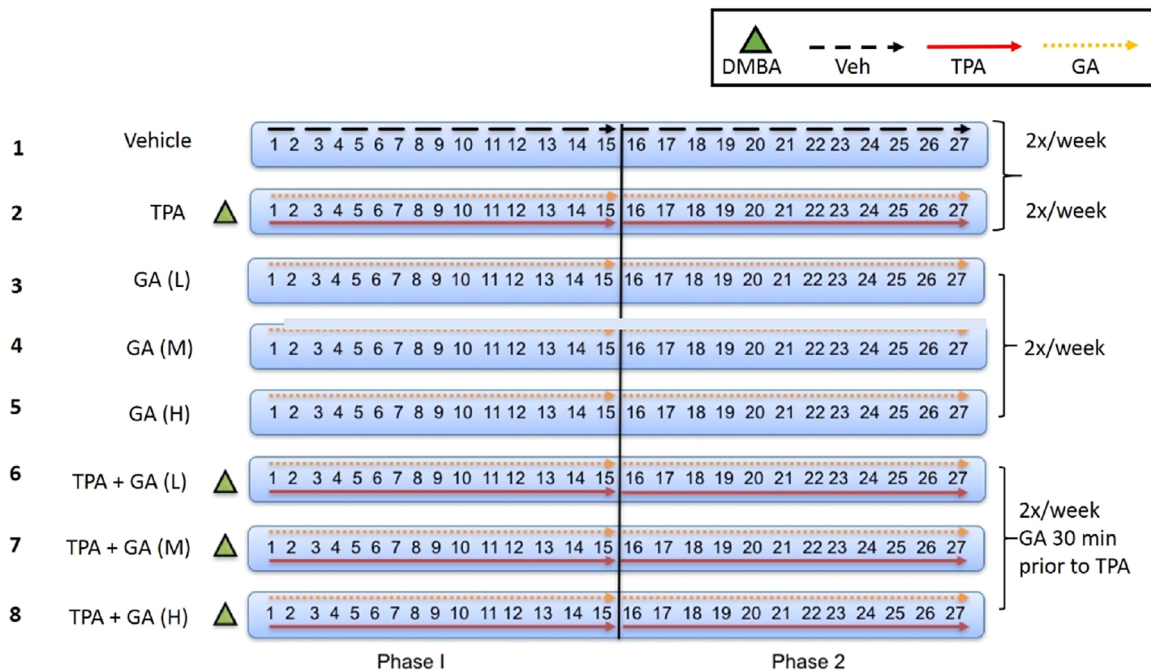 DMBA Veh TPA GA
1 Vehicle 1 2 3 4 5 6 7 8 9 10 11 12 13 14 15 16 17 18 19 20 21 22 23 24 25 26 27 2x/week
2 TPA 1 2 3 4 5 6 7 8 9 10 11 12 13 14 15 16 17 18 19 20 21 22 23 24 25 26 27 2x/week
3 GA (L) 1 2 3 4 5 6 7 8 9 10 11 12 13 14 15 16 17 18 19 20 21 22 23 24 25 26 27
4 GA (M) 1 2 3 4 5 6 7 8 9 10 11 12 13 14 15 16 17 18 19 20 21 22 23 24 25 26 27 2x/week
5 GA (H) 1 2 3 4 5 6 7 8 9 10 11 12 13 14 15 16 17 18 19 20 21 22 23 24 25 26 27
6 TPA + GA (L) 1 2 3 4 5 6 7 8 9 10 11 12 13 14 15 16 17 18 19 20 21 22 23 24 25 26 27
7 TPA + GA (M) 1 2 3 4 5 6 7 8 9 10 11 12 13 14 15 16 17 18 19 20 21 22 23 24 25 26 27
2x/week
GA 30 min
prior to TPA
8 TPA + GA (H) 1 2 3 4 5 6 7 8 9 10 11 12 13 14 15 16 17 18 19 20 21 22 23 24 25 26 27
Phase I Phase 2